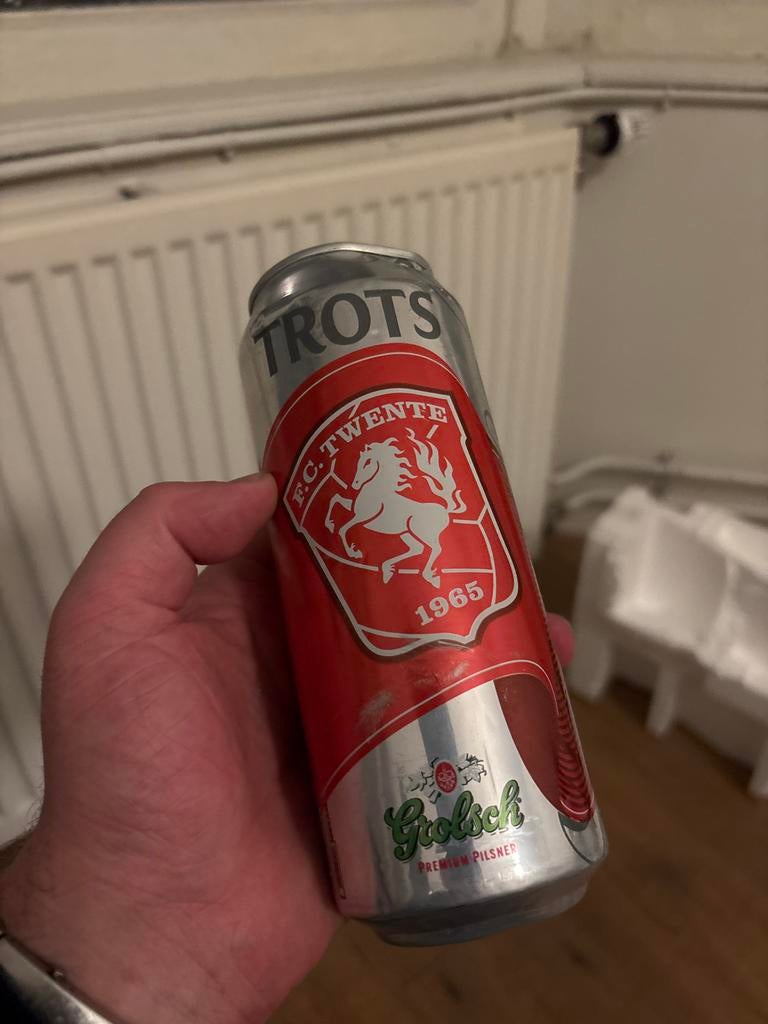 TROTS
F.C. TWENTE
1965
Grolsch
PREMIUM PILSNER